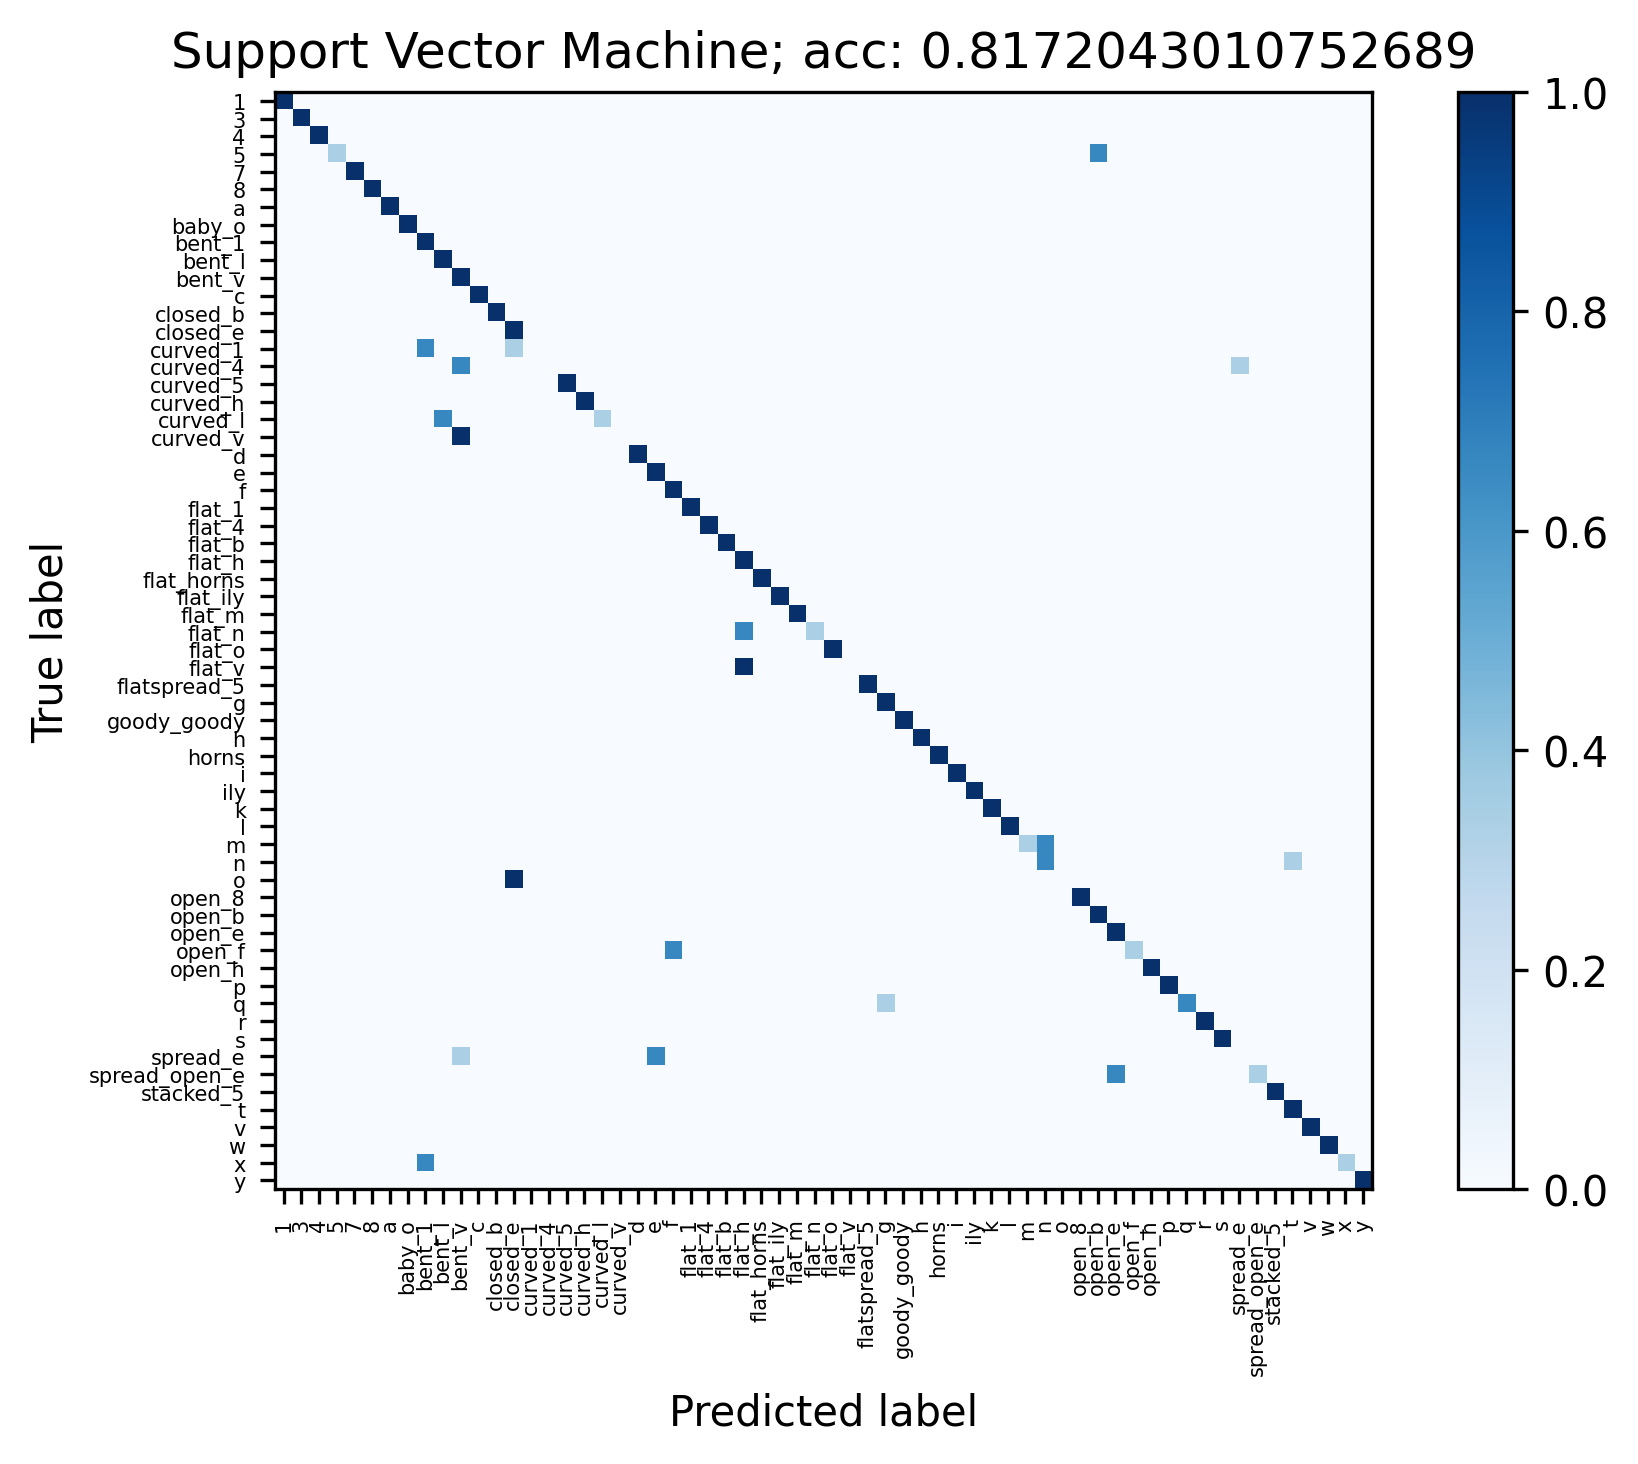 Support Vector Machine; acc: 0.8172043010752689
1
3
4
5
7
8
a
baby_o
bent_1
bent_l
bent_v
c
closed_b
closed_e
curved_1
curved_4
curved_5
curved_h
curved_l
curved_v
d
e
f
flat_1
flat_4
flat_b
flat_h
flat_horns
flat_ily
flat_m
flat_n
flat_o
flat_v
flatspread_5
g
goody_goody
h
horns
i
ily
k
l
m
n
o
open_8
open_b
open_e
open_f
open_h
p
q
r
s
spread_e
spread_open_e
stacked_5
t
v
w
x
y
True label
1
3
4
5
7
8
a
baby_o
bent_1
bent_l
bent_v
c
closed_b
closed_e
curved_1
curved_4
curved_5
curved_h
curved_l
curved_v
d
e
f
flat_1
flat_4
flat_b
flat_h
flat_horns
flat_ily
flat_m
flat_n
flat_o
flat_v
flatspread_5
g
goody_goody
h
horns
i
ily
k
l
m
n
o
open_8
open_b
open_e
open_f
open_h
p
q
r
s
spread_e
spread_open_e
stacked_5
t
v
w
x
y
Predicted label
1.0
0.8
0.6
0.4
0.2
0.0